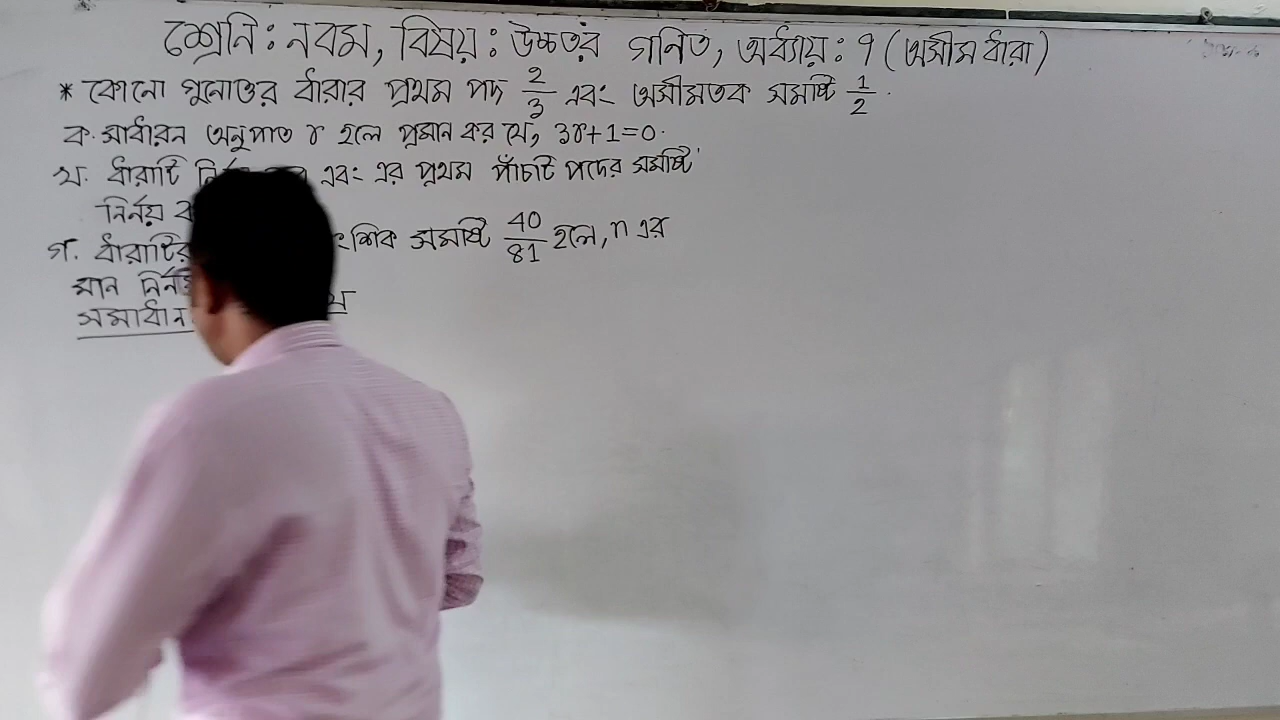 শ্রেনি: নবম, বিষয়: উচ্চতর গনিত, অধ্যায়: ৭ (অসীম ধারা)
* কোনো গুনোত্তর ধারার প্রথম পদ 2/3 এবং অসীমতক সমষ্টি 1/2.
ক. সাধারন অনুপাত r হলে প্রমান কর যে, 3r+1=0.
খ. ধারাটি এবং এর প্রথম পাঁচটি পদের সমষ্টি
নির্নয়
গ. ধারাটির সমষ্টি 40/81 হলে, n এর
মান
সমাধান